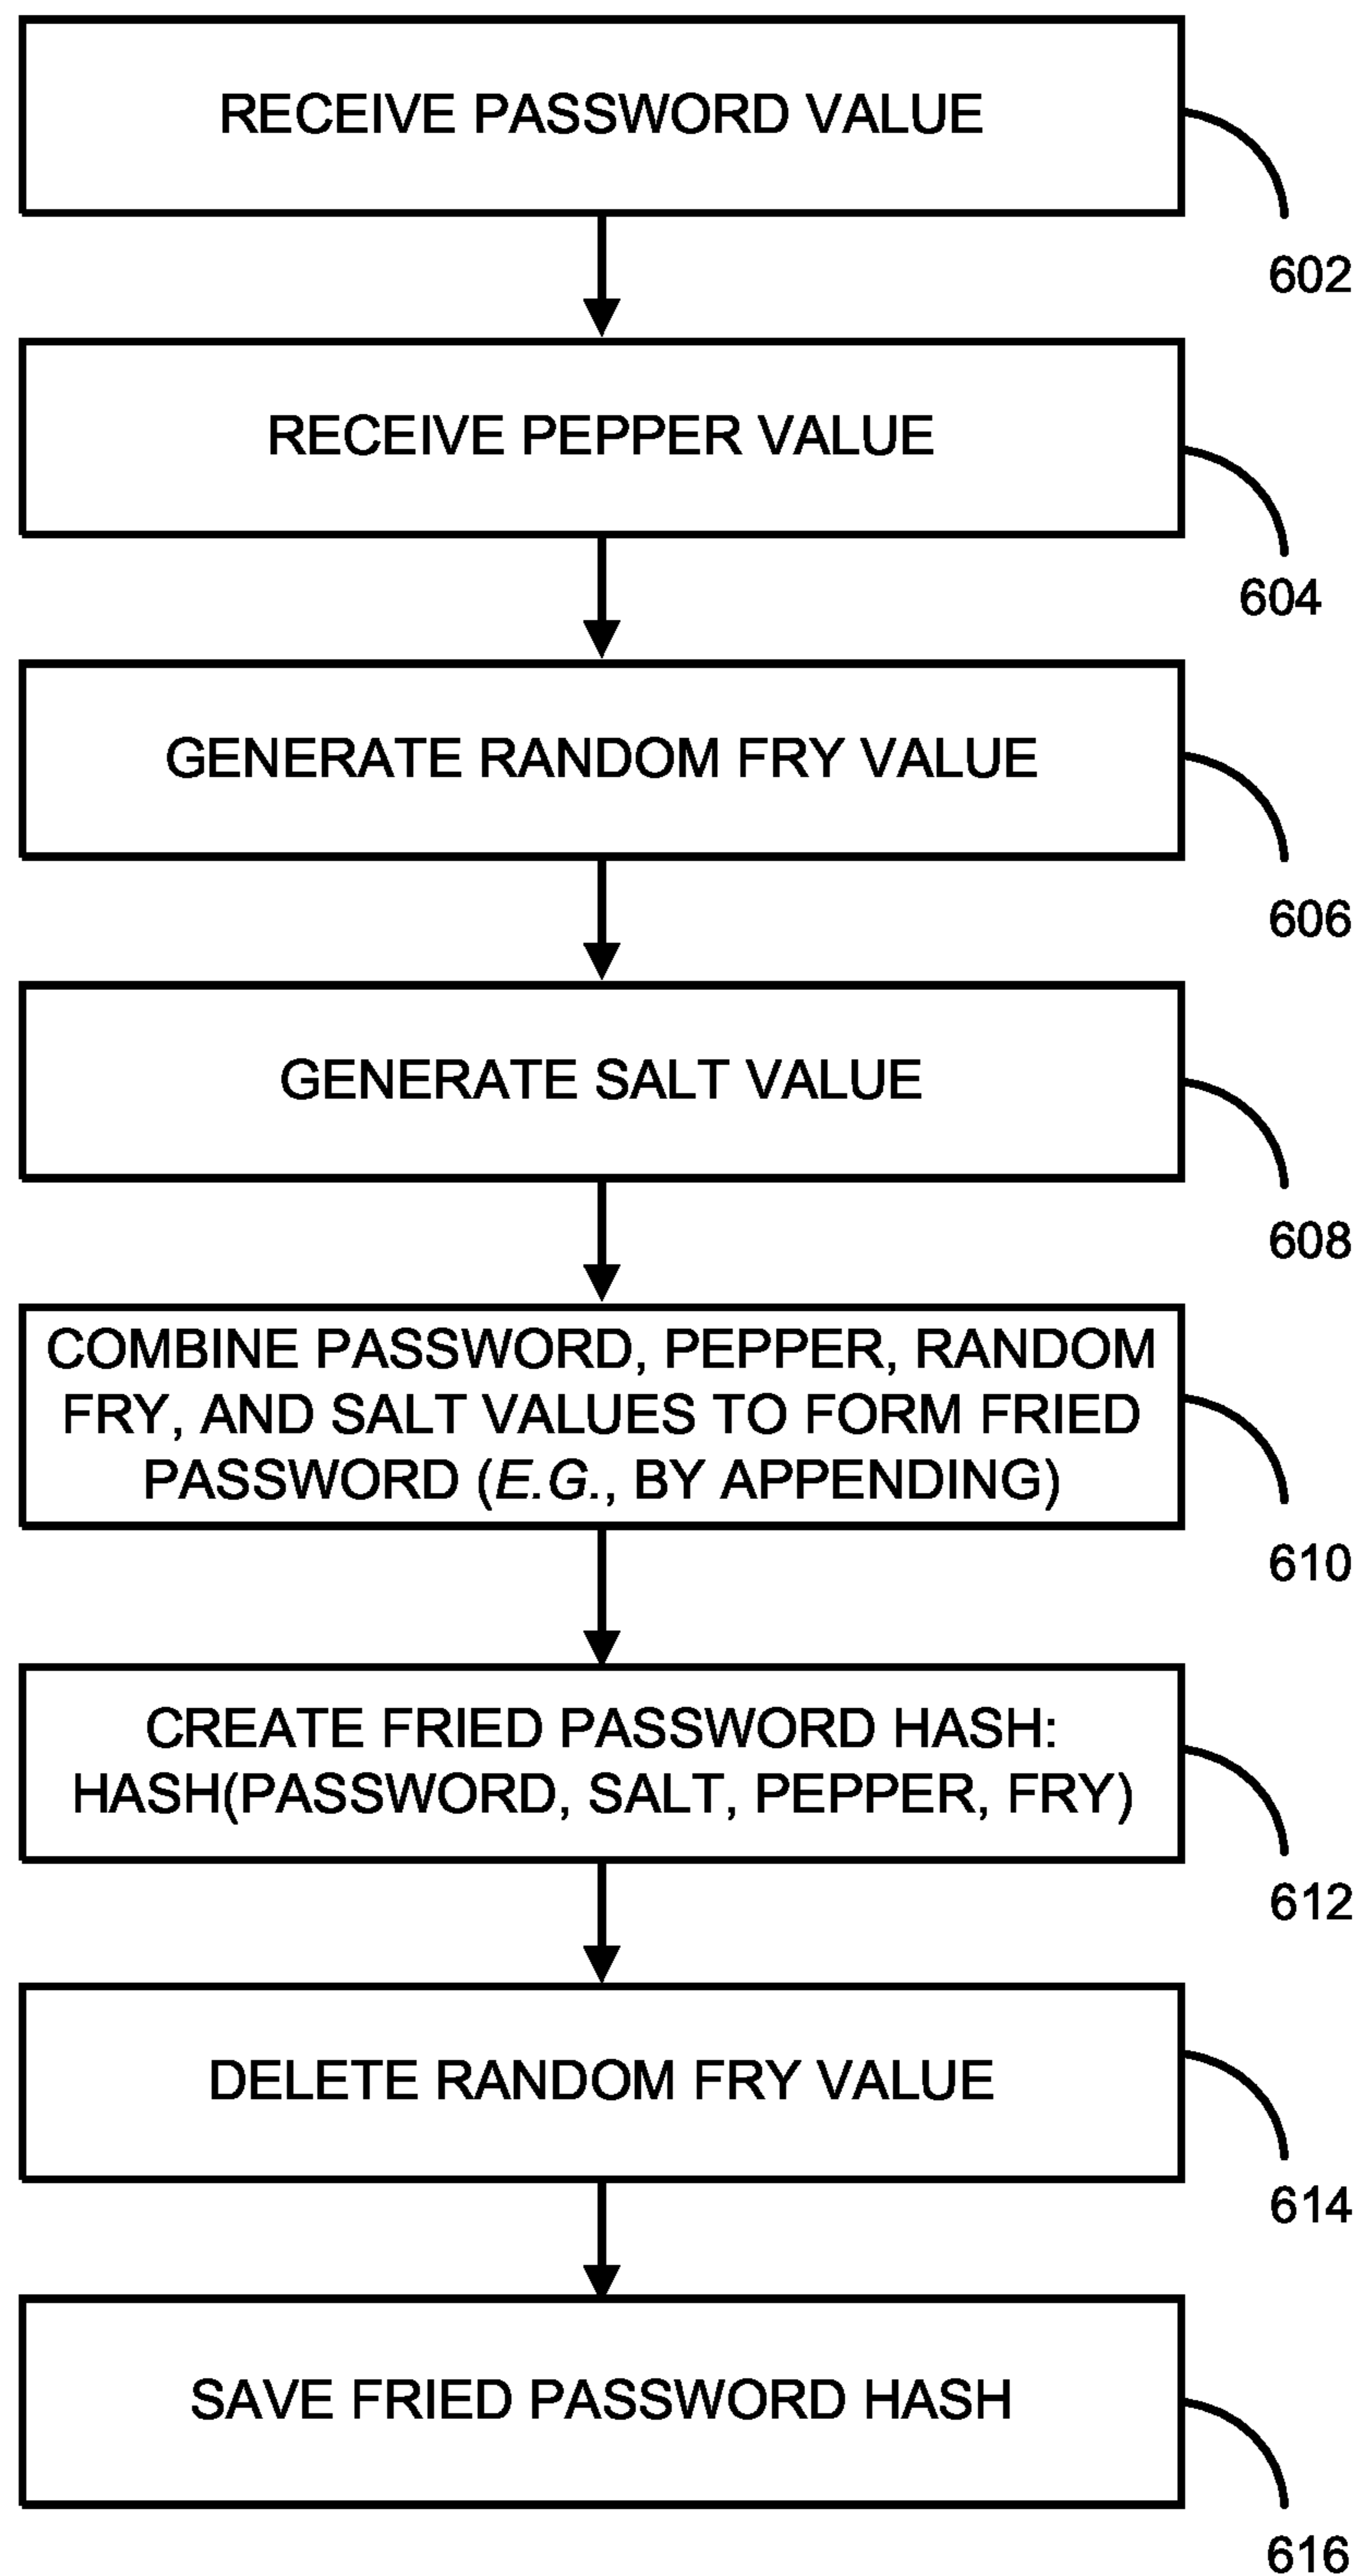 RECEIVE PASSWORD VALUE
602
RECEIVE PEPPER VALUE
604
GENERATE RANDOM FRY VALUE
606
GENERATE SALT VALUE
608
COMBINE PASSWORD, PEPPER, RANDOM
FRY, AND SALT VALUES TO FORM FRIED
PASSWORD (E.G., BY APPENDING)
610
CREATE FRIED PASSWORD HASH:
HASH(PASSWORD, SALT, PEPPER, FRY)
612
DELETE RANDOM FRY VALUE
614
SAVE FRIED PASSWORD HASH
616